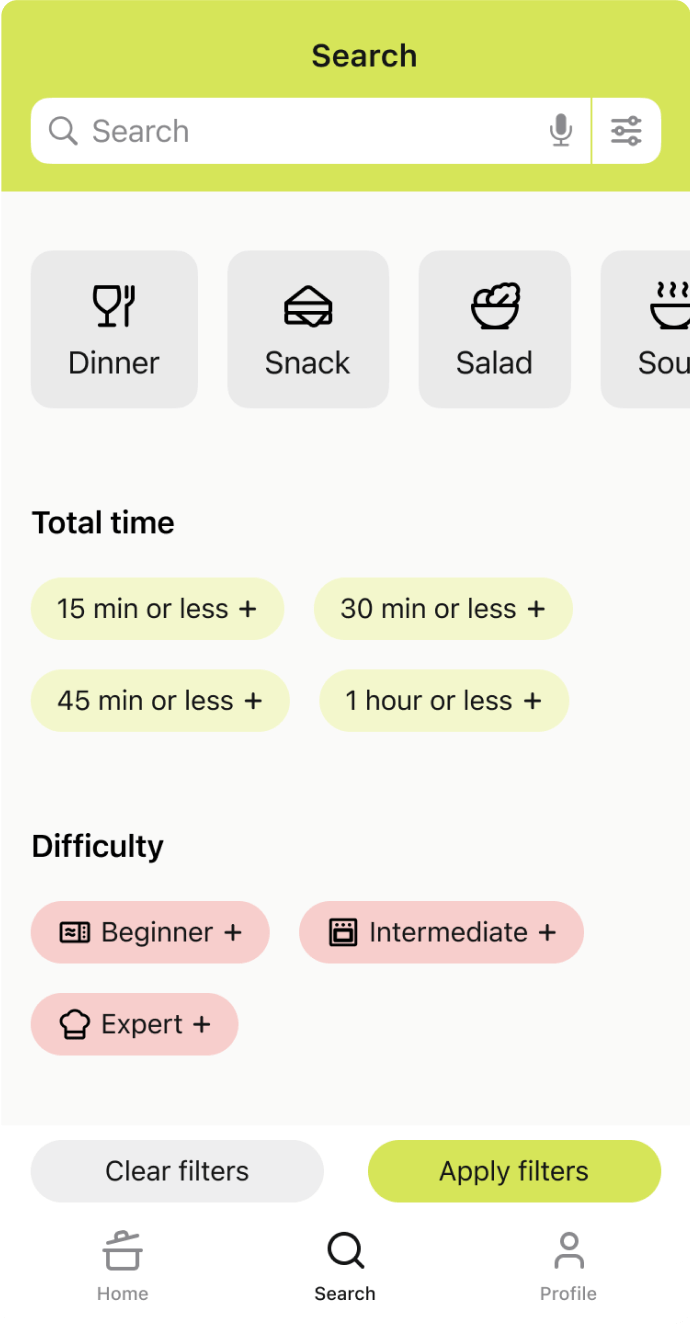 Search
Search
Dinner Snack Salad Sou
Total time
15 min or less + 30 min or less +
45 min or less + 1 hour or less +
Difficulty
Beginner + Intermediate +
Expert +
Clear filters Apply filters
Home Search Profile